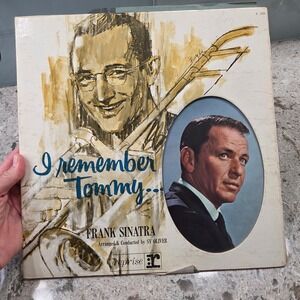 I remember
Tommy...
FRANK SINATRA
Arranged & Conducted by SY OLIVER
reprise